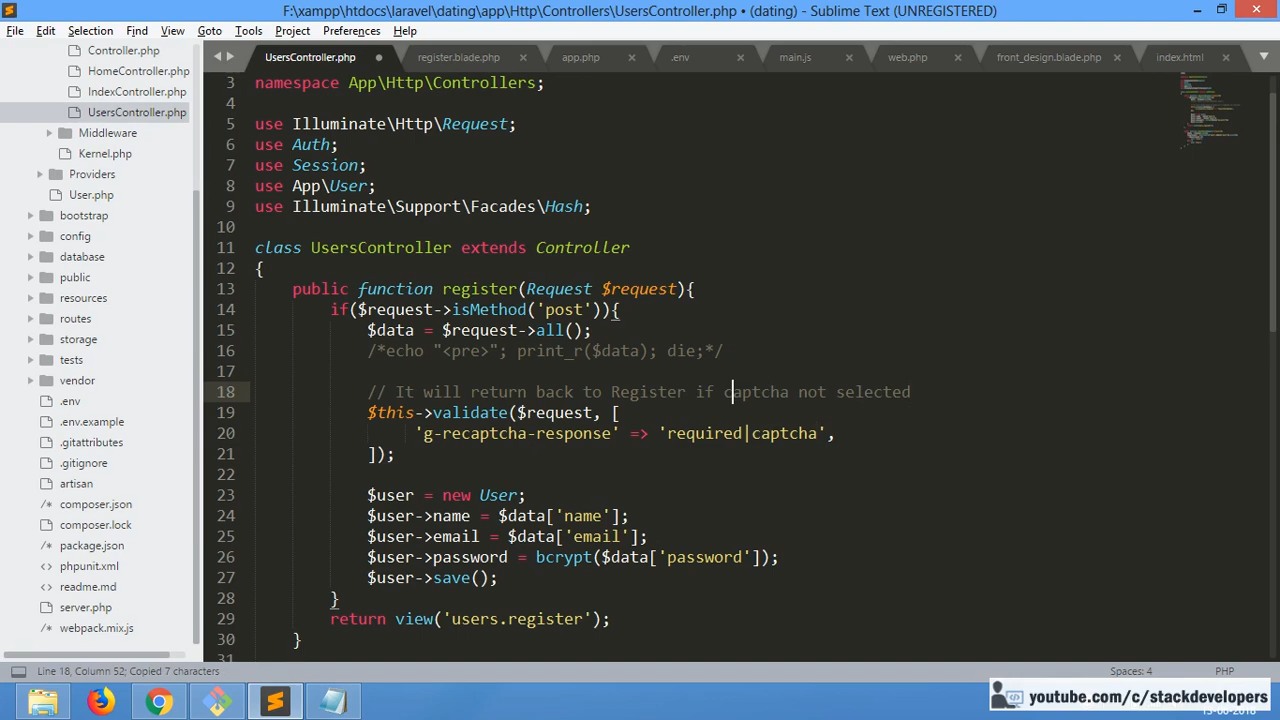 F:\xampp\htdocs\laravel\dating\app\Http\Controllers\UsersController.php • (dating) - Sublime Text (UNREGISTERED)
File Edit Selection Find View Goto Tools Project Preferences Help
UsersController.php register.blade.php app.php .env main.js web.php front_design.blade.php index.html
Controller.php
HomeController.php
IndexController.php
UsersController.php
Middleware
Kernel.php
Providers
User.php
bootstrap
config
database
public
resources
routes
storage
tests
vendor
.env
.gitattributes
.gitignore
artisan
composer.json
composer.lock
package.json
phpunit.xml
readme.md
server.php
webpack.mix.js
3 namespace App\Http\Controllers;
4
5 use Illuminate\Http\Request;
6 use Auth;
7 use Session;
8 use App\User;
9 use Illuminate\Support\Facades\Hash;
10
11 class UsersController extends Controller
12 {
13 public function register(Request $request){
14 if($request->isMethod('post')){
15 $data = $request->all();
16 /*echo "<pre>"; print_r($data); die;*/
17
18 // It will return back to Register if captcha not selected
19 $this->validate($request, [
20 'g-recaptcha-response' => 'required|captcha',
21 ]);
22
23 $user = new User;
24 $user->name = $data['name'];
25 $user->email = $data['email'];
26 $user->password = bcrypt($data['password']);
27 $user->save();
28 }
29 return view('users.register');
30 }
31
Line 18, Column 52; Copied 7 characters
Spaces: 4 PHP
youtube.com/c/stackdevelopers